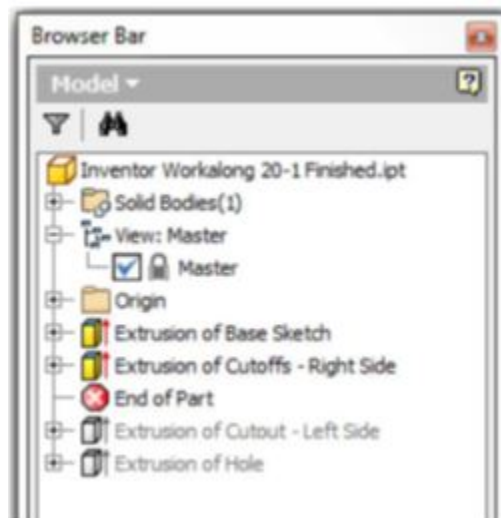 Browser Bar
Model
Inventor Workalong 20-1 Finished.ipt
Solid Bodies(1)
View: Master
Master
Origin
Extrusion of Base Sketch
Extrusion of Cutoffs - Right Side
End of Part
Extrusion of Cutout - Left Side
Extrusion of Hole